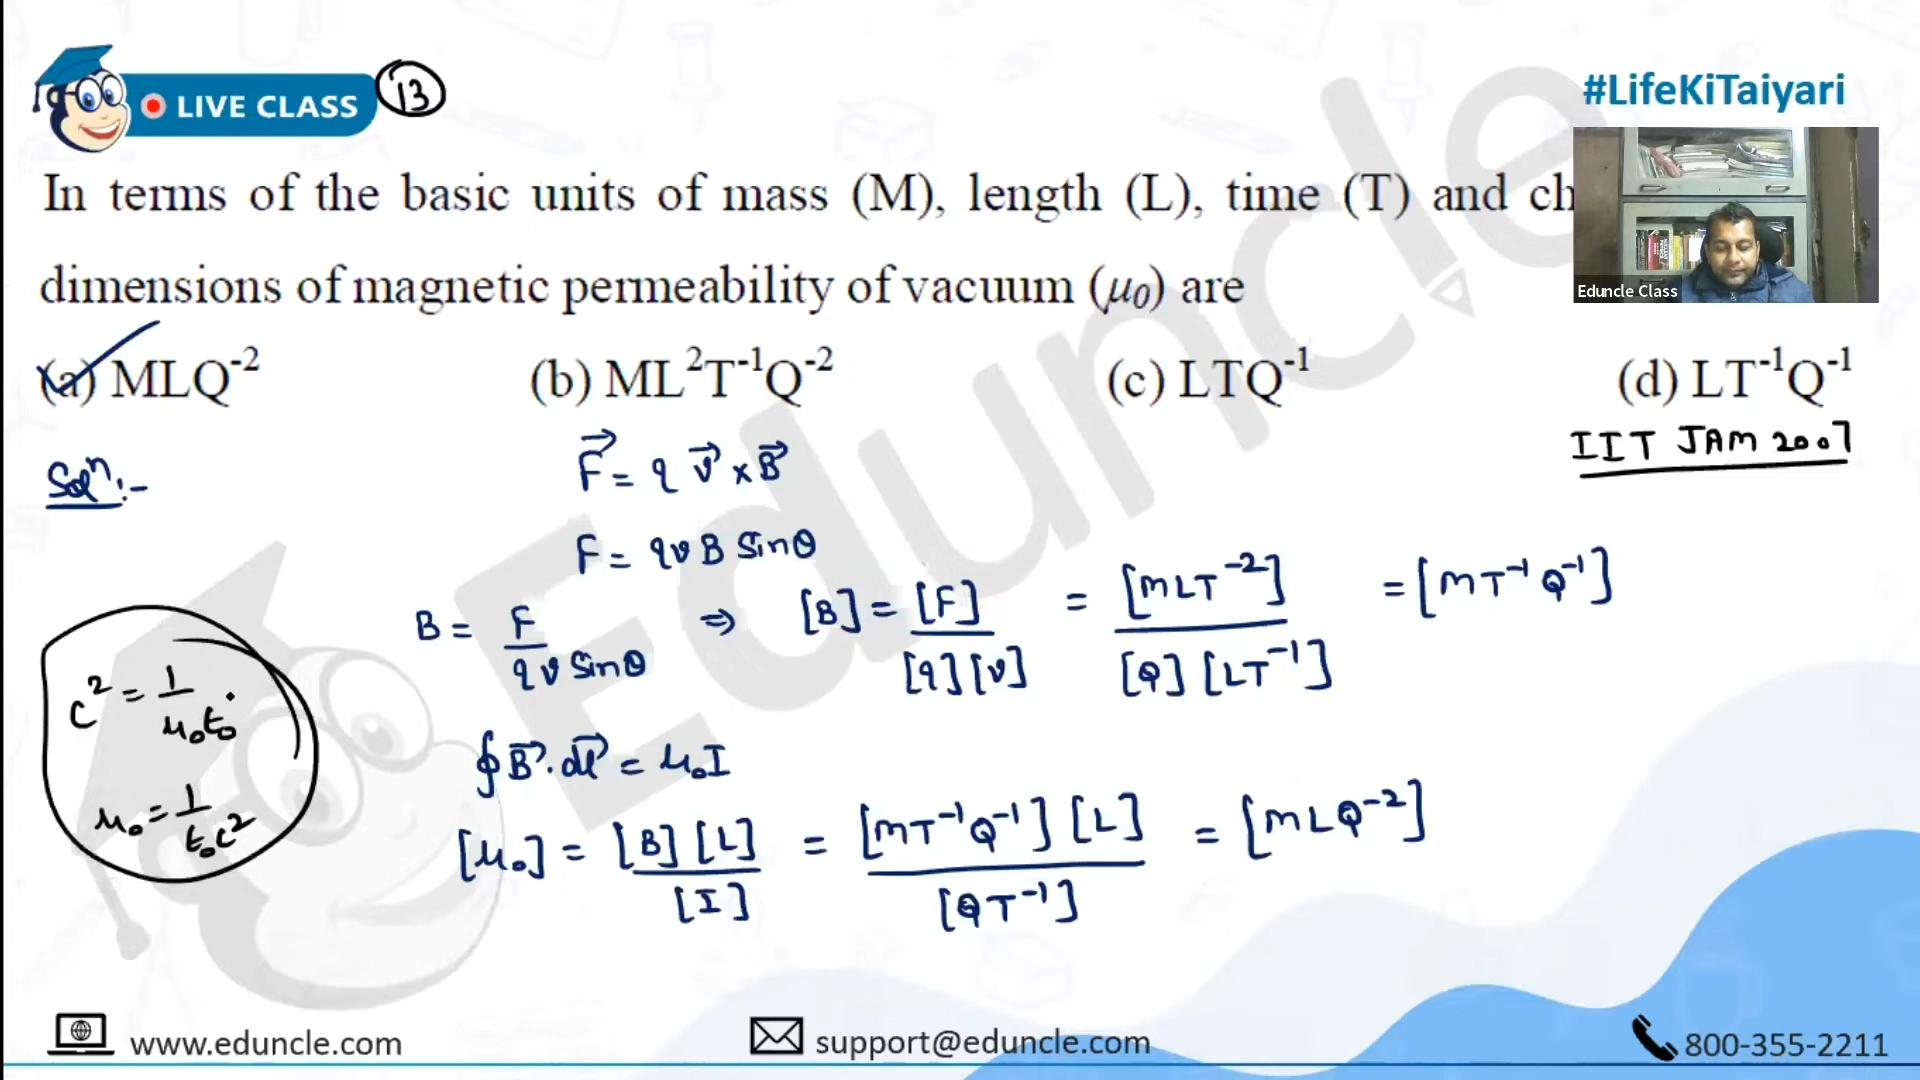 LIVE CLASS
13
#LifeKiTaiyari
In terms of the basic units of mass (M), length (L), time (T) and ch
dimensions of magnetic permeability of vacuum (μ0) are
Eduncle Class
(a) MLQ⁻² (b) ML²T⁻¹Q⁻² (c) LTQ⁻¹ (d) LT⁻¹Q⁻¹
IIT JAM 2007
Solⁿ:-
F⃗ = q v⃗ × B⃗
F = qvB Sinθ
B = F / qv Sinθ ⇒ [B] = [F] / [q][v] = [MLT⁻²] / [Q][LT⁻¹] = [MT⁻¹Q⁻¹]
C² = 1 / μ₀ϵ₀
∮B⃗·dl⃗ = μ₀I
μ₀ = 1 / ϵ₀c²
[μ₀] = [B][L] / [I] = [MT⁻¹Q⁻¹][L] / [QT⁻¹] = [MLQ⁻²]
Eduncle
www.eduncle.com
support@eduncle.com
800-355-2211